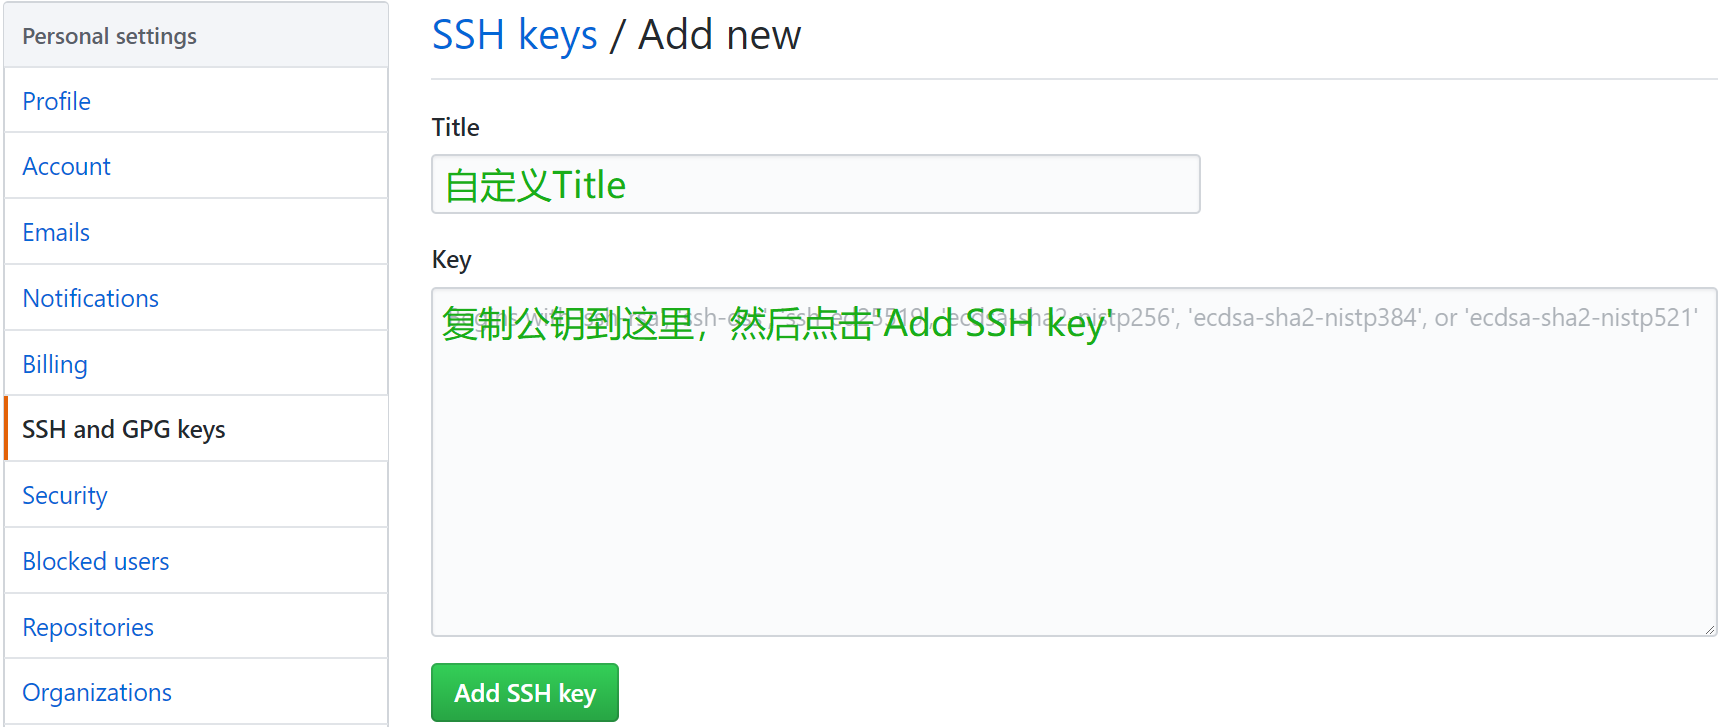 Personal settings
Profile
Account
Emails
Notifications
Billing
SSH and GPG keys
Security
Blocked users
Repositories
Organizations
SSH keys / Add new
Title
自定义Title
Key
复制公钥到这里，然后点击'Add SSH key'
'ecdsa-sha2-nistp256', 'ecdsa-sha2-nistp384', or 'ecdsa-sha2-nistp521'
Add SSH key